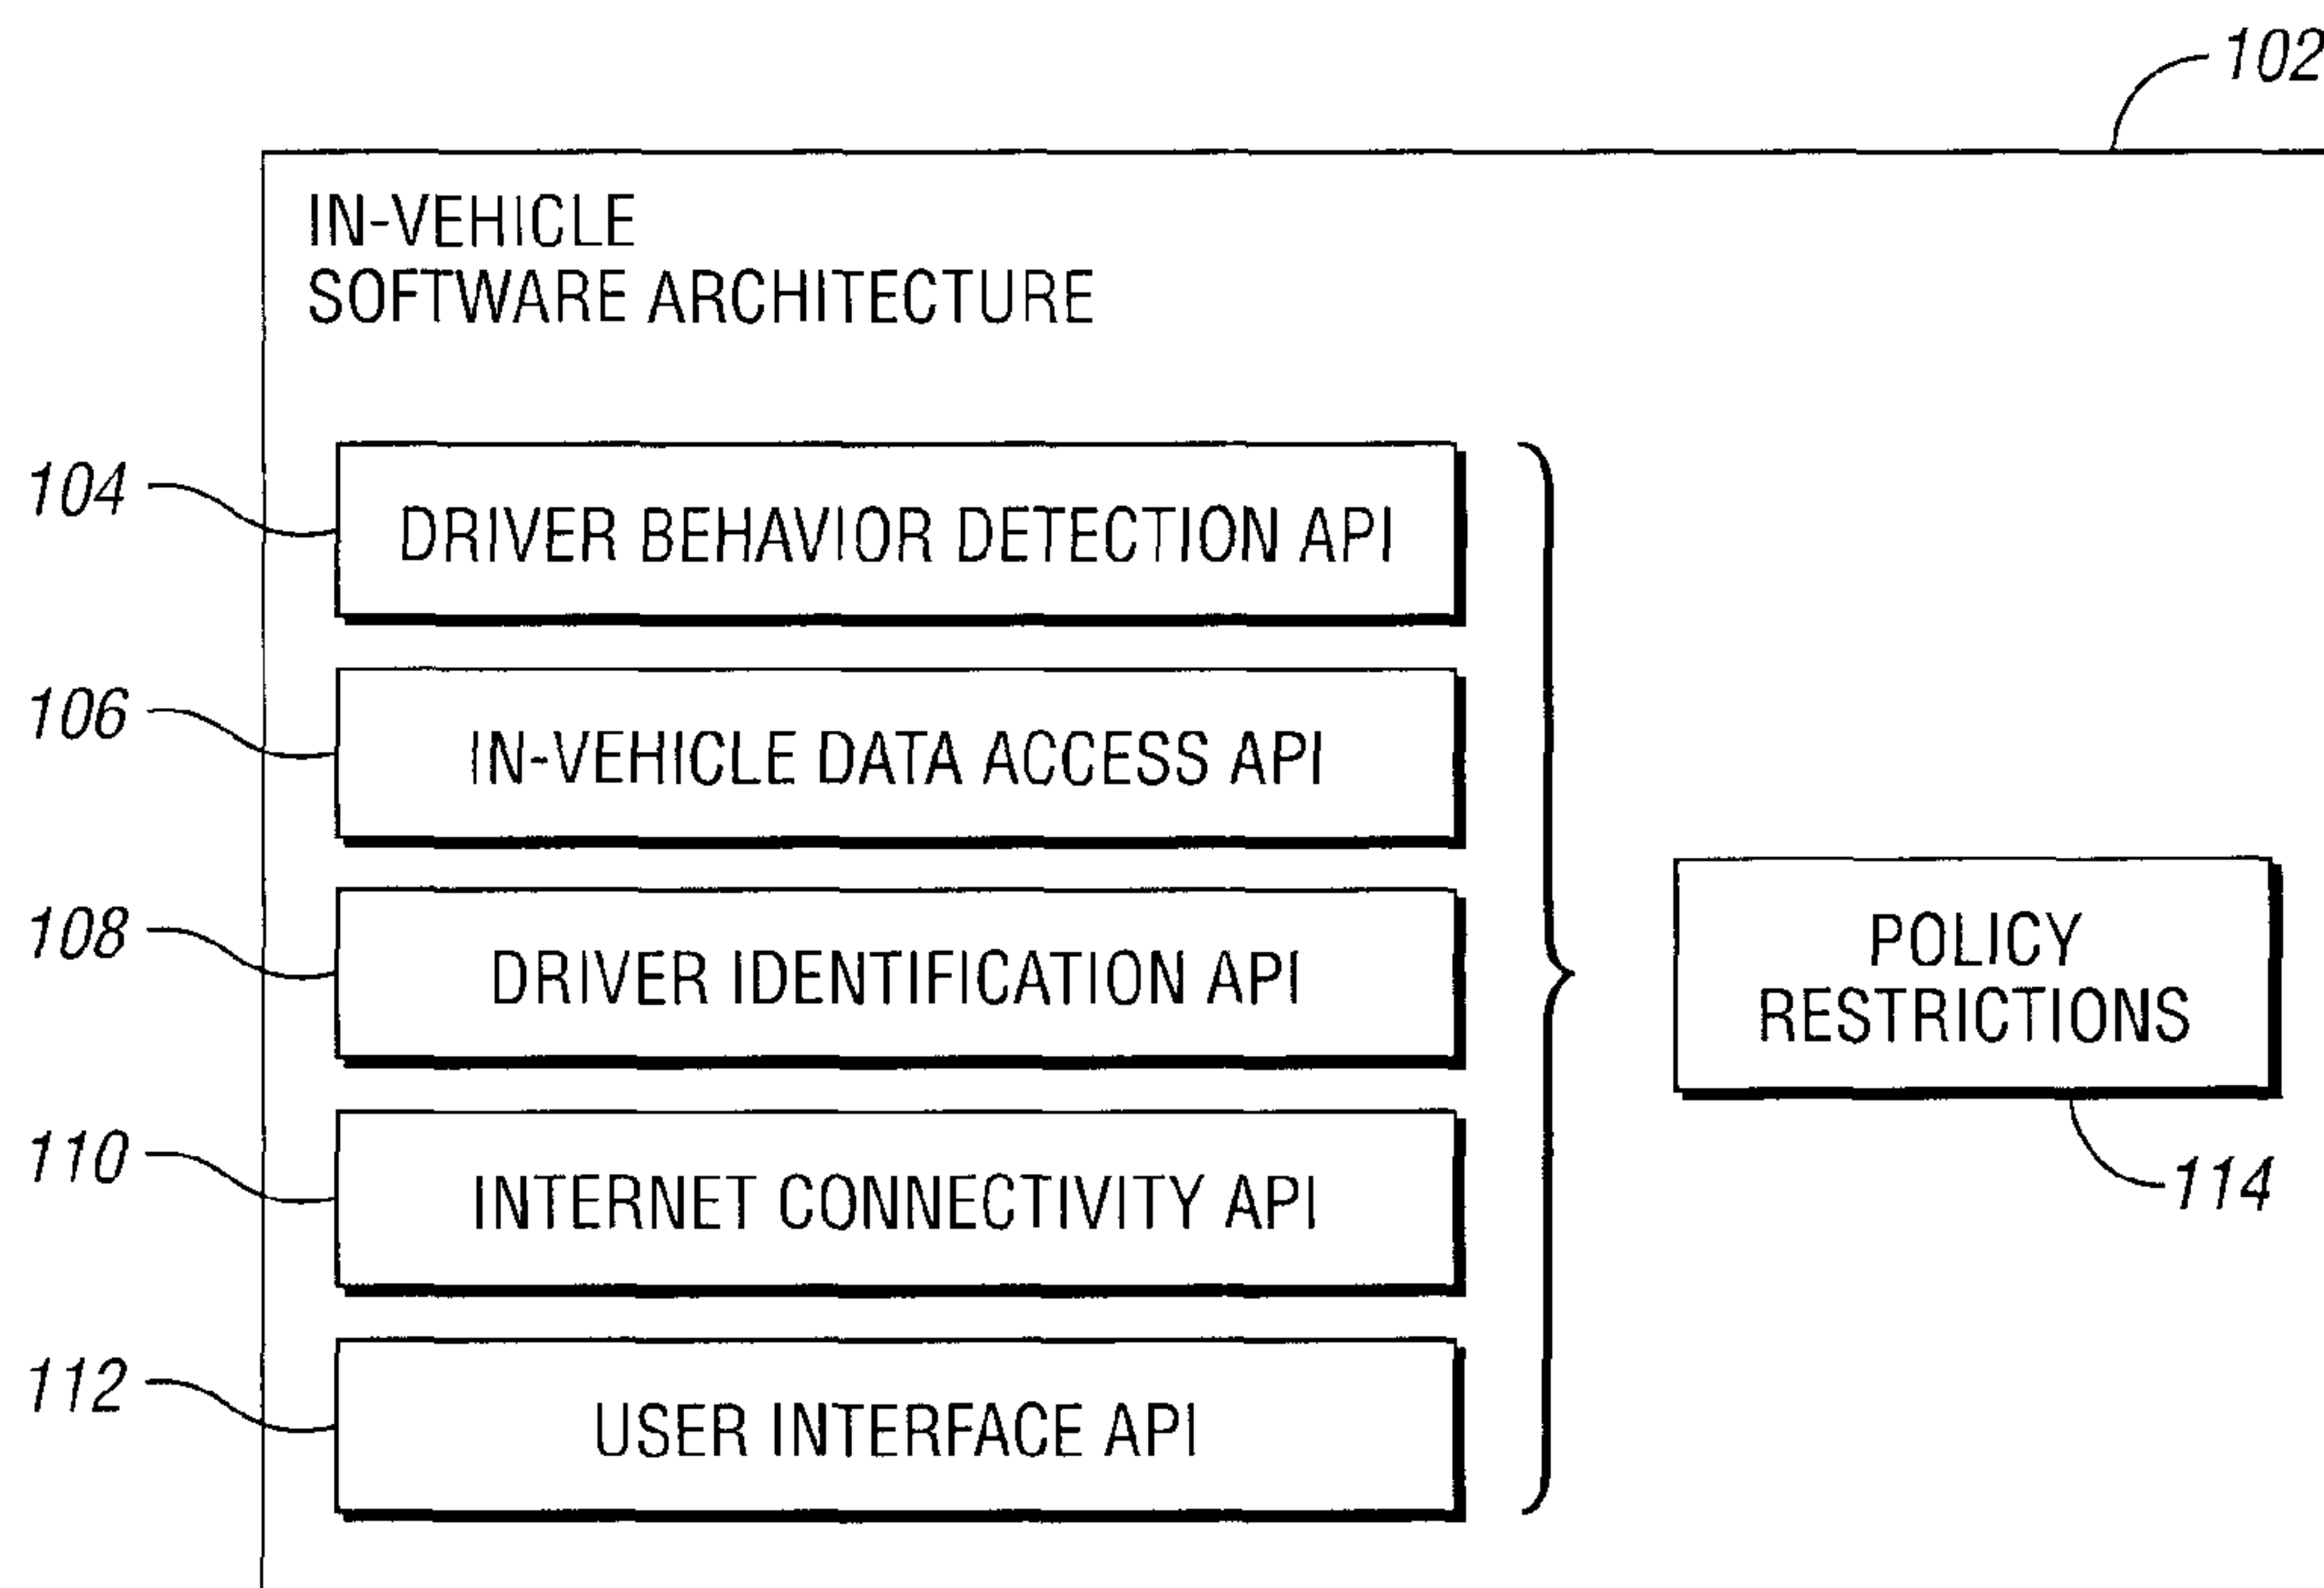 102
IN-VEHICLE
SOFTWARE ARCHITECTURE
104
DRIVER BEHAVIOR DETECTION API
106
IN-VEHICLE DATA ACCESS API
108
DRIVER IDENTIFICATION API
POLICY
RESTRICTIONS
110
INTERNET CONNECTIVITY API
114
112
USER INTERFACE API